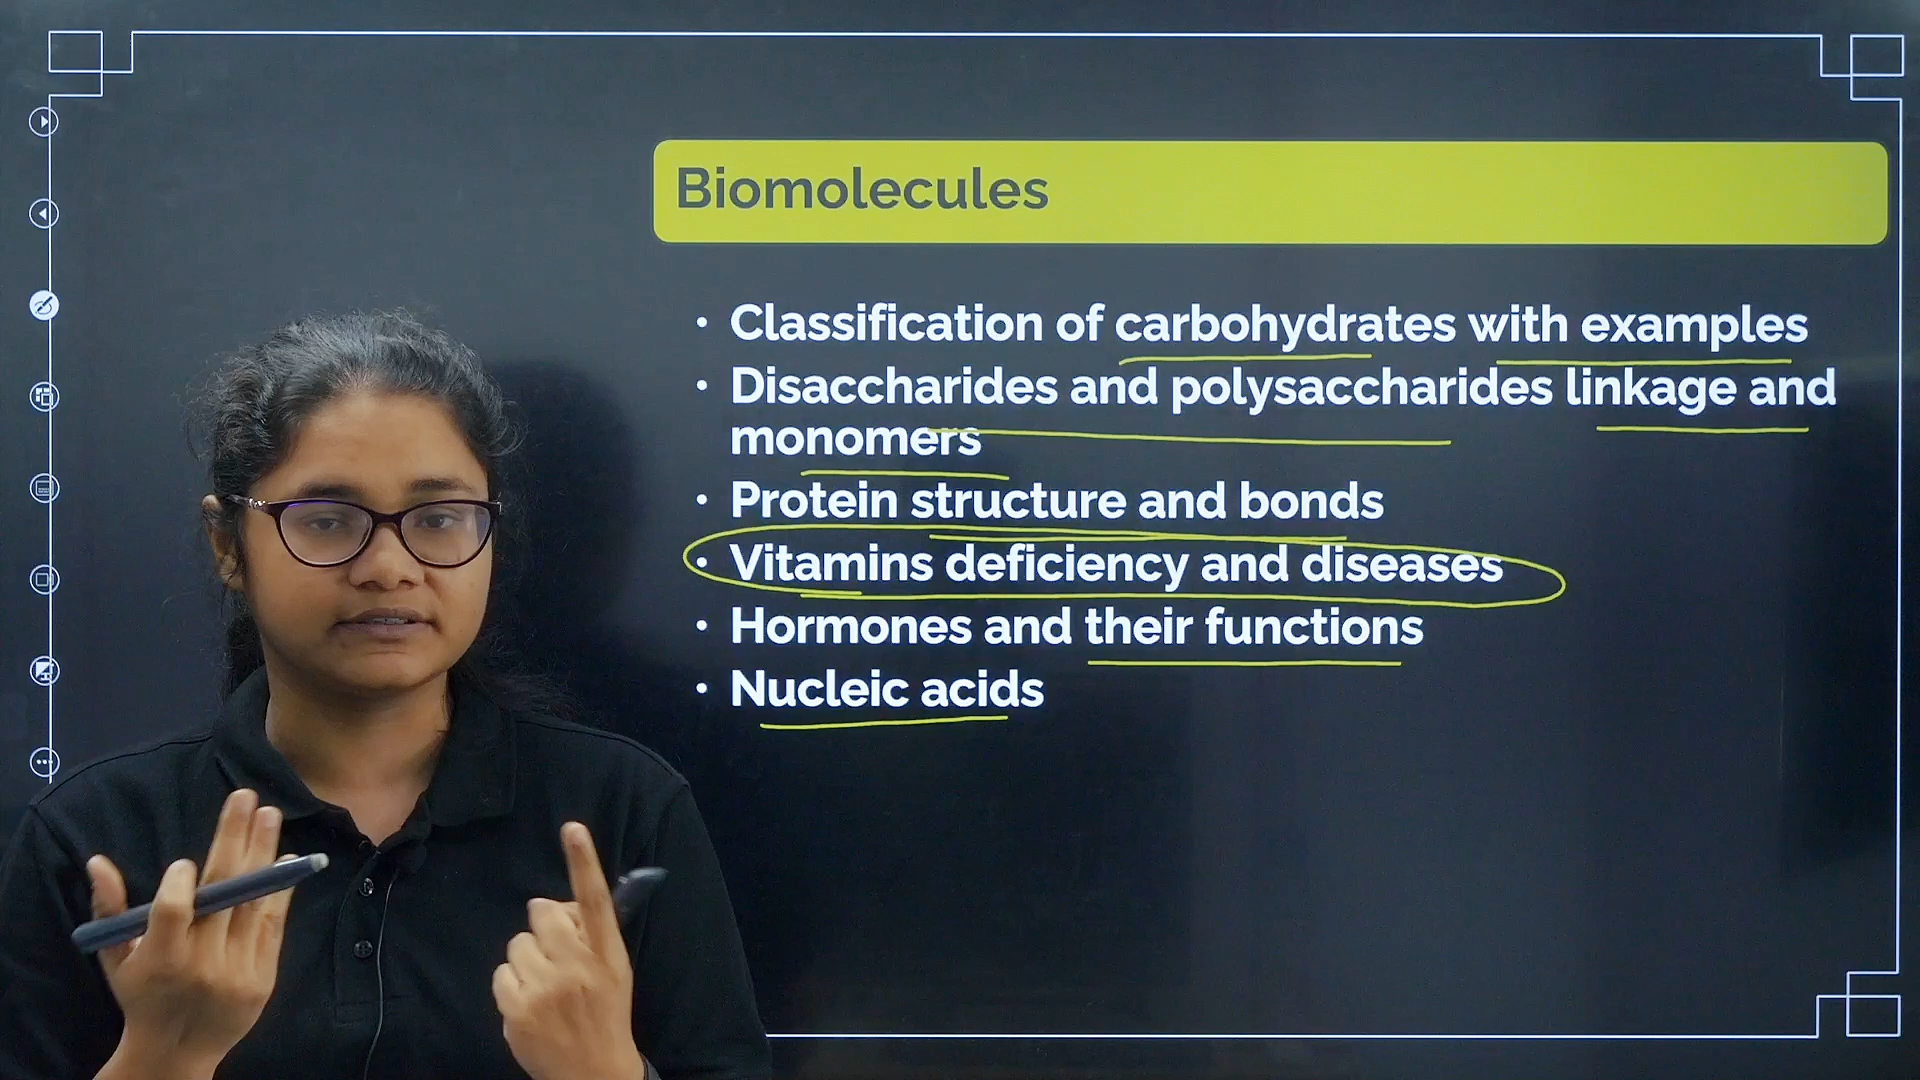 Biomolecules
• Classification of carbohydrates with examples
• Disaccharides and polysaccharides linkage and
monomers
• Protein structure and bonds
• Vitamins deficiency and diseases
• Hormones and their functions
• Nucleic acids